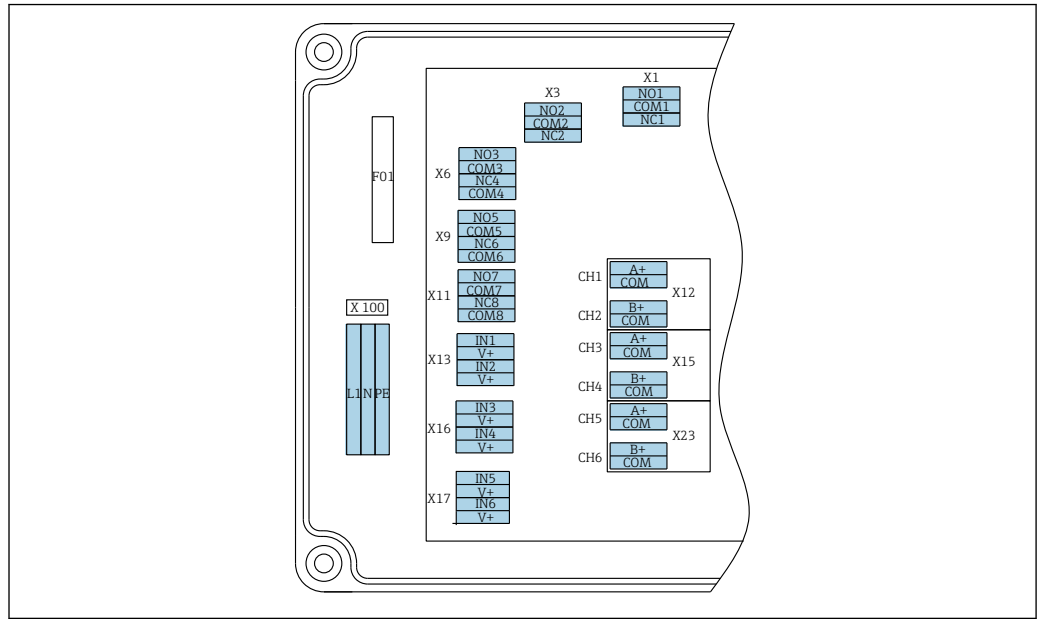 X1
NO1
COM1
NC1
X3
NO2
COM2
NC2
X6
NO3
COM3
NC4
COM4
F01
X9
NO5
COM5
NC6
COM6
X11
NO7
COM7
NC8
COM8
X 100
L1 N PE
X13
IN1
V+
IN2
V+
X16
IN3
V+
IN4
V+
X17
IN5
V+
IN6
V+
CH1
A+
COM
X12
CH2
B+
COM
CH3
A+
COM
X15
CH4
B+
COM
CH5
A+
COM
X23
CH6
B+
COM